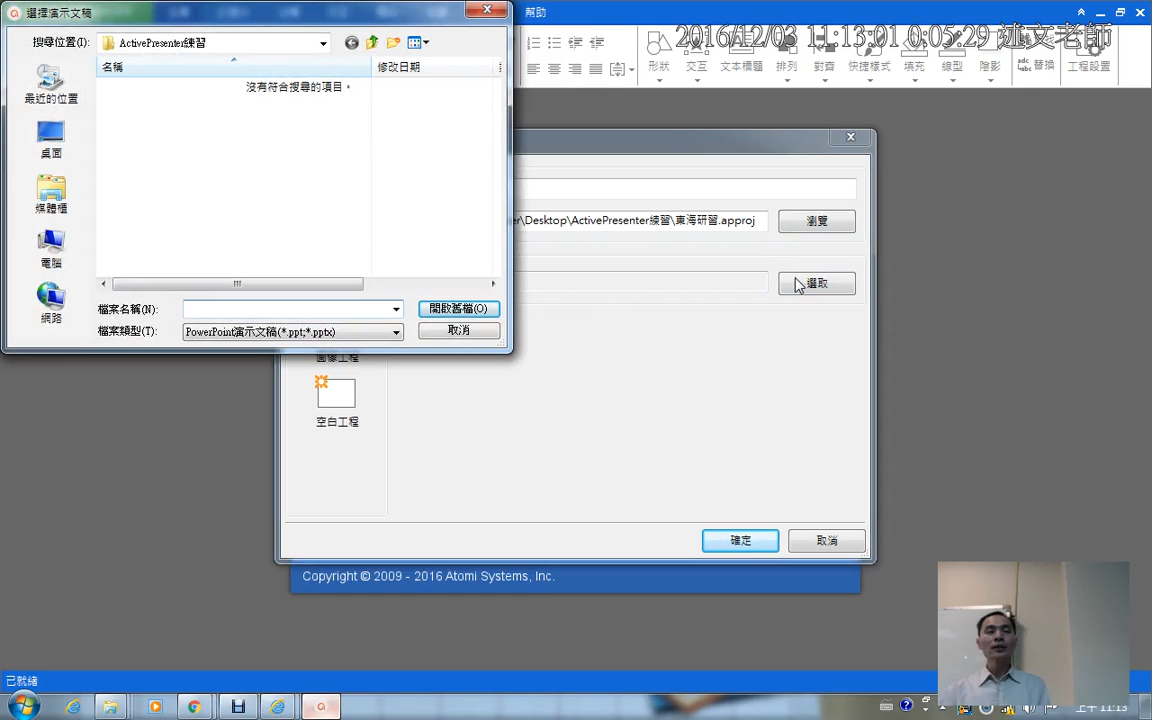 選擇演示文稿
幫助
2016/12/03 11:13:01 0:05:29 述文老師
搜尋位置(I):
ActivePresenter練習
形狀
交互
文本標題
排列
對齊
快捷樣式
填充
線型
陰影
替換
工程設置
名稱
修改日期
沒有符合搜尋的項目。
最近的位置
桌面
媒體櫃
電腦
網路
er\Desktop\ActivePresenter練習\東海研習.approj
瀏覽
選取
檔案名稱(N):
開啟舊檔(O)
檔案類型(T):
PowerPoint演示文稿(*.ppt;*.pptx)
取消
圖像工程
空白工程
確定
取消
Copyright © 2009 - 2016 Atomi Systems, Inc.
已就緒
上午 11:13